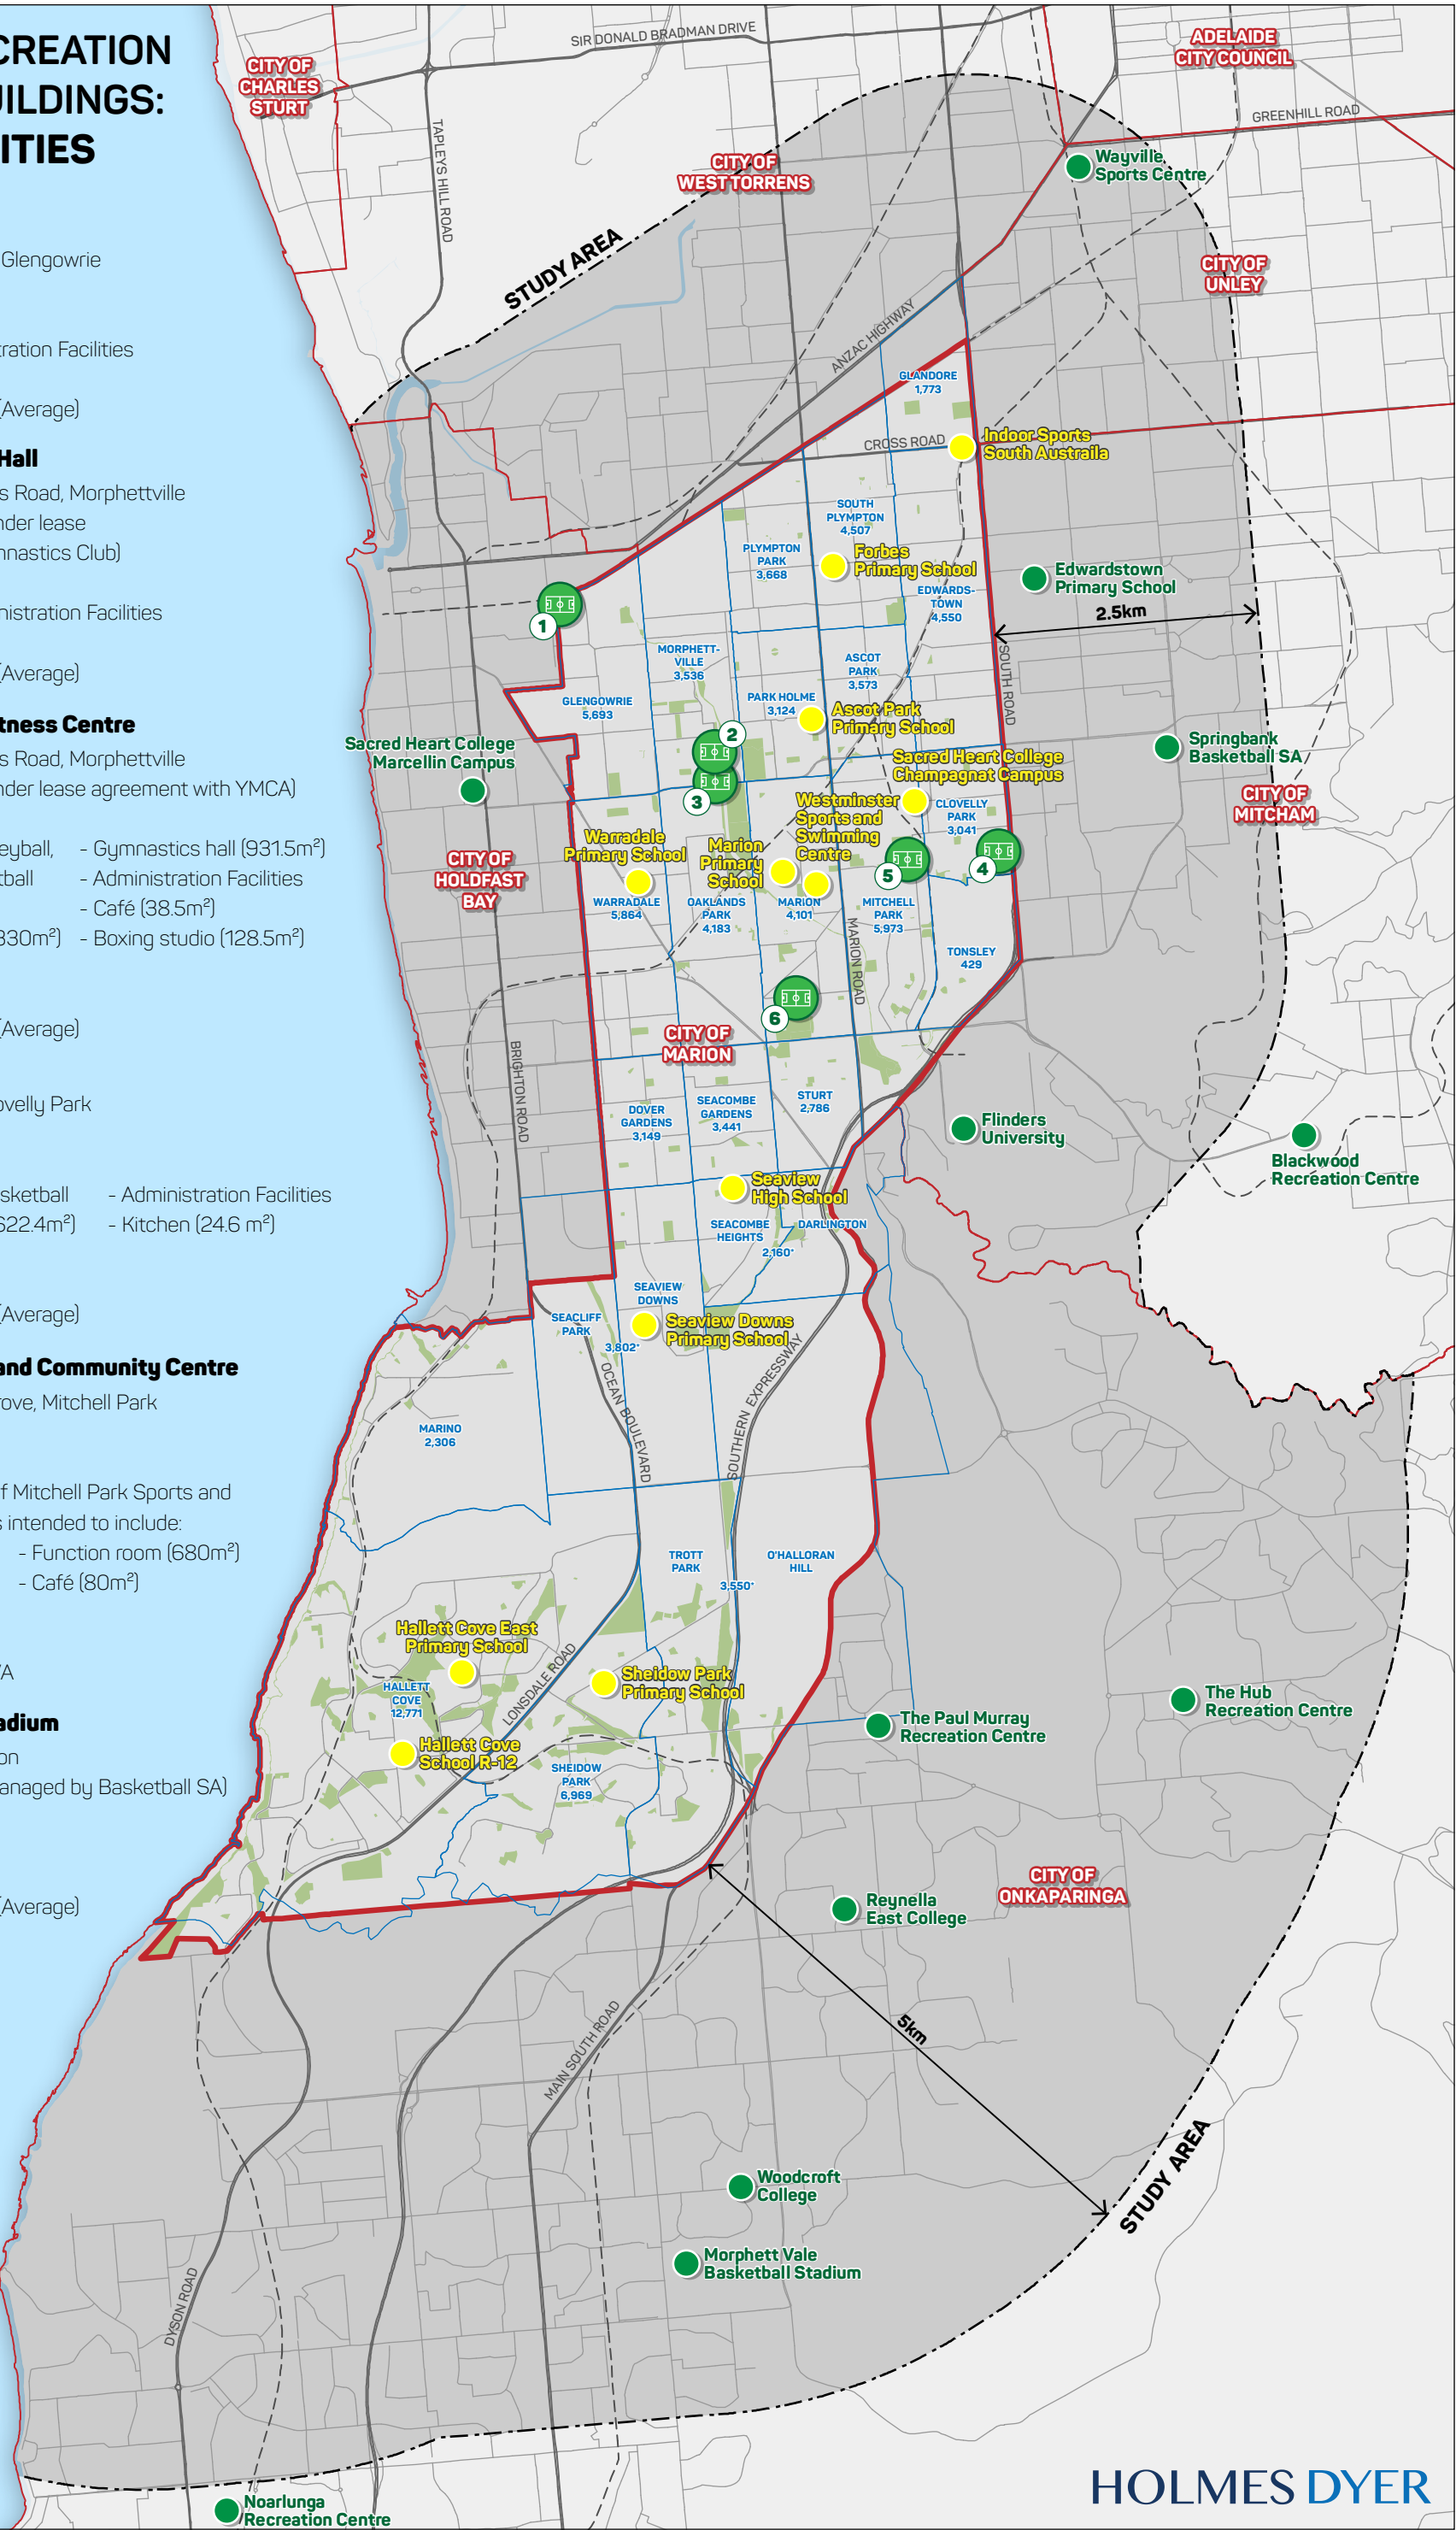 CREATION
UILDINGS:
ITIES
Glengowrie
tration Facilities
(Average)
Hall
s Road, Morphettville
nder lease
mnastics Club)
nistration Facilities
(Average)
tness Centre
s Road, Morphettville
nder lease agreement with YMCA)
eyball,
- Gymnastics hall (931.5m²)
tball
- Administration Facilities
- Café (38.5m²)
330m²)
- Boxing studio (128.5m²)
(Average)
ovelly Park
sketball
- Administration Facilities
622.4m²)
- Kitchen (24.6 m²)
(Average)
and Community Centre
rove, Mitchell Park
f Mitchell Park Sports and
s intended to include:
- Function room (680m²)
- Café (80m²)
/A
adium
on
anaged by Basketball SA)
(Average)
CITY OF
CHARLES
STURT
SIR DONALD BRADMAN DRIVE
ADELAIDE
CITY COUNCIL
GREENHILL ROAD
TAPLEYS HILL ROAD
CITY OF
WEST TORRENS
Wayville
Sports Centre
STUDY AREA
CITY OF
UNLEY
ANZAC HIGHWAY
GLANDORE
1,773
CROSS ROAD
Indoor Sports
South Austraila
SOUTH
PLYMPTON
4,507
PLYMPTON
PARK
3,668
Forbes
Primary School
Edwardstown
Primary School
EDWARDS-
TOWN
4,550
2.5km
1
MORPHETT-
VILLE
3,536
ASCOT
PARK
3,573
SOUTH ROAD
GLENGOWRIE
5,693
PARK HOLME
3,124
Ascot Park
Primary School
2
Sacred Heart College
Marcellin Campus
Springbank
Basketball SA
Sacred Heart College
Champagnat Campus
3
CITY OF
MITCHAM
Westminster
Sports and
Swimming
Centre
CLOVELLY
PARK
3,041
Warradale
Primary School
Marion
Primary
School
CITY OF
HOLDFAST
BAY
5
4
WARRADALE
5,864
OAKLANDS
PARK
4,183
MARION
4,101
MITCHELL
PARK
5,973
MARION ROAD
TONSLEY
429
6
CITY OF
MARION
BRIGHTON ROAD
DOVER
GARDENS
3,149
SEACOMBE
GARDENS
3,441
STURT
2,786
Flinders
University
Blackwood
Recreation Centre
Seaview
High School
SEACOMBE
HEIGHTS
DARLINGTON
2,160*
SEAVIEW
DOWNS
SEACLIFF
PARK
Seaview Downs
Primary School
3,802*
OCEAN BOULEVARD
SOUTHERN EXPRESSWAY
MARINO
2,306
TROTT
PARK
O'HALLORAN
HILL
3,550*
Hallett Cove East
Primary School
LONSDALE ROAD
Sheidow Park
Primary School
HALLETT
COVE
12,771
The Hub
Recreation Centre
The Paul Murray
Recreation Centre
Hallett Cove
School R-12
SHEIDOW
PARK
6,969
CITY OF
ONKAPARINGA
Reynella
East College
MAIN SOUTH ROAD
5km
STUDY AREA
Woodcroft
College
Morphett Vale
Basketball Stadium
DYSON ROAD
Noarlunga
Recreation Centre
HOLMES DYER